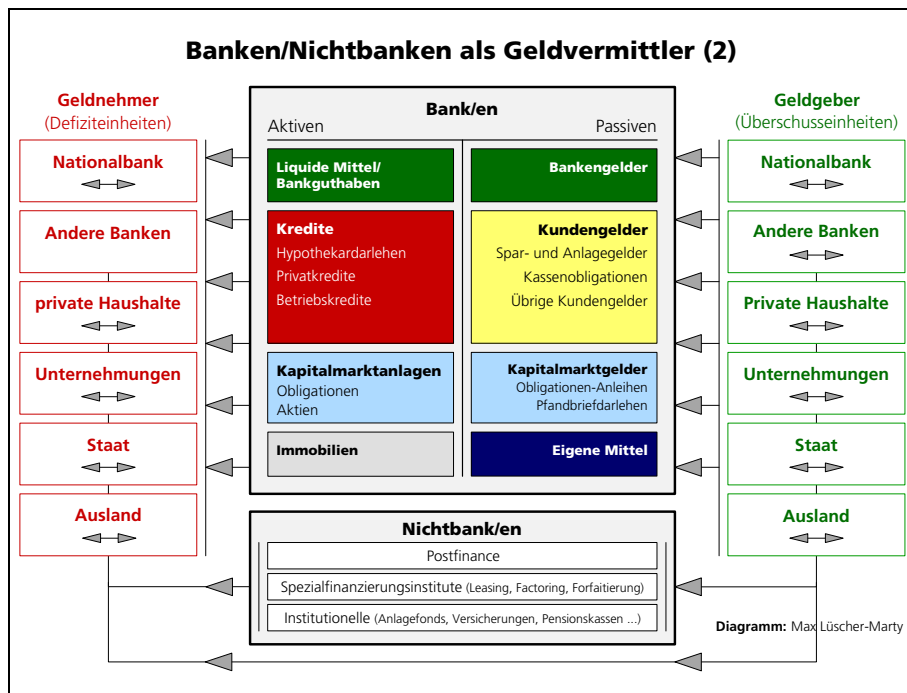 Banken/Nichtbanken als Geldvermittler (2)
Geldnehmer
(Defiziteinheiten)
Nationalbank
Andere Banken
private Haushalte
Unternehmungen
Staat
Ausland
Bank/en
Aktiven
Passiven
Liquide Mittel/
Bankguthaben
Kredite
Hypothekardarlehen
Privatkredite
Betriebskredite
Kapitalmarktanlagen
Obligationen
Aktien
Immobilien
Bankengelder
Kundengelder
Spar- und Anlagegelder
Kassenobligationen
Übrige Kundengelder
Kapitalmarktgelder
Obligationen-Anleihen
Pfandbriefdarlehen
Eigene Mittel
Nichtbank/en
Postfinance
Spezialfinanzierungsinstitute (Leasing, Factoring, Forfaitierung)
Institutionelle (Anlagefonds, Versicherungen, Pensionskassen ...)
Geldgeber
(Überschusseinheiten)
Nationalbank
Andere Banken
Private Haushalte
Unternehmungen
Staat
Ausland
Diagramm: Max Lüscher-Marty